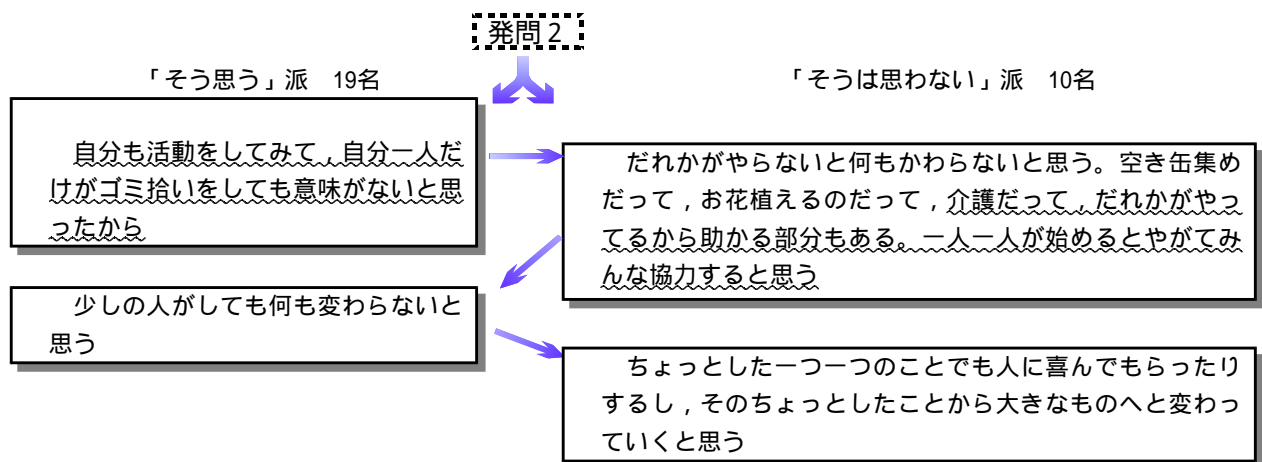 発問2
「そう思う」派　19名
「そうは思わない」派　10名
自分も活動をしてみて，自分一人だ
けがゴミ拾いをしても意味がないと思
ったから
だれかがやらないと何もかわらないと思う。空き缶集め
だって，お花植えるのだって，介護だって，だれかがやっ
てるから助かる部分もある。一人一人が始めるとやがてみ
んな協力すると思う
少しの人がしても何も変わらないと
思う
ちょっとした一つ一つのことでも人に喜んでもらったり
するし，そのちょっとしたことから大きなものへと変わっ
ていくと思う